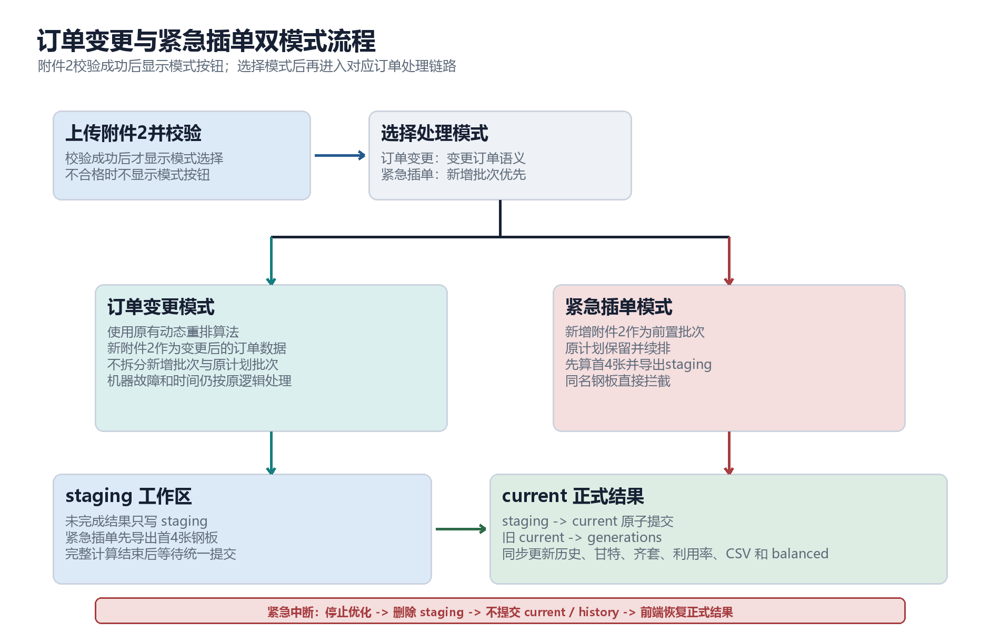 订单变更与紧急插单双模式流程
附件2校验成功后显示模式按钮；选择模式后再进入对应订单处理链路
上传附件2并校验
校验成功后才显示模式选择
不合格时不显示模式按钮
选择处理模式
订单变更：变更订单语义
紧急插单：新增批次优先
订单变更模式
使用原有动态重排算法
新附件2作为变更后的订单数据
不拆分新增批次与原计划批次
机器故障和时间仍按原逻辑处理
紧急插单模式
新增附件2作为前置批次
原计划保留并续排
先算首4张并导出staging
同名钢板直接拦截
staging 工作区
未完成结果只写 staging
紧急插单先导出首4张钢板
完整计算结束后等待统一提交
current 正式结果
staging -> current 原子提交
旧 current -> generations
同步更新历史、甘特、齐套、利用率、CSV 和 balanced
紧急中断：停止优化 -> 删除 staging -> 不提交 current / history -> 前端恢复正式结果